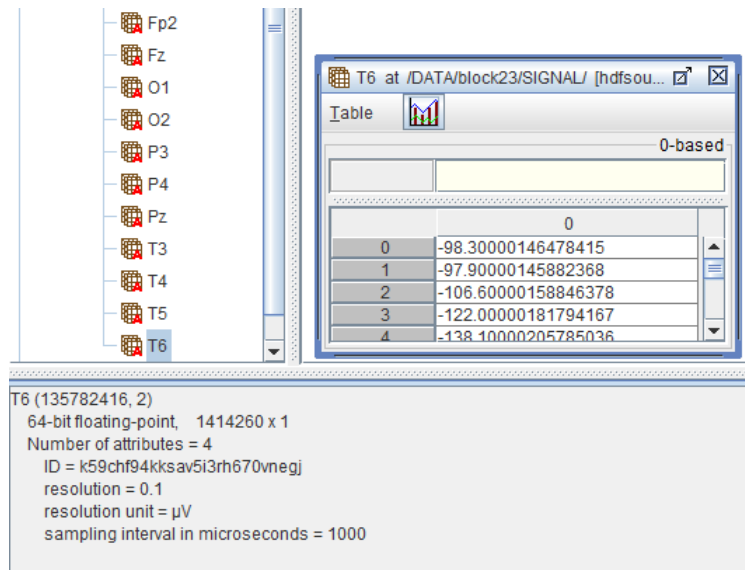 Fp2
Fz
O1
O2
P3
P4
Pz
T3
T4
T5
T6
T6 at /DATA/block23/SIGNAL/ [hdfsou...
Table
0-based
0
0 -98.30000146478415
1 -97.90000145882368
2 -106.60000158846378
3 -122.00000181794167
4 -138.10000205785036
T6 (135782416, 2)
64-bit floating-point, 1414260 x 1
Number of attributes = 4
ID = k59chf94kksav5i3rh670vnegj
resolution = 0.1
resolution unit = µV
sampling interval in microseconds = 1000